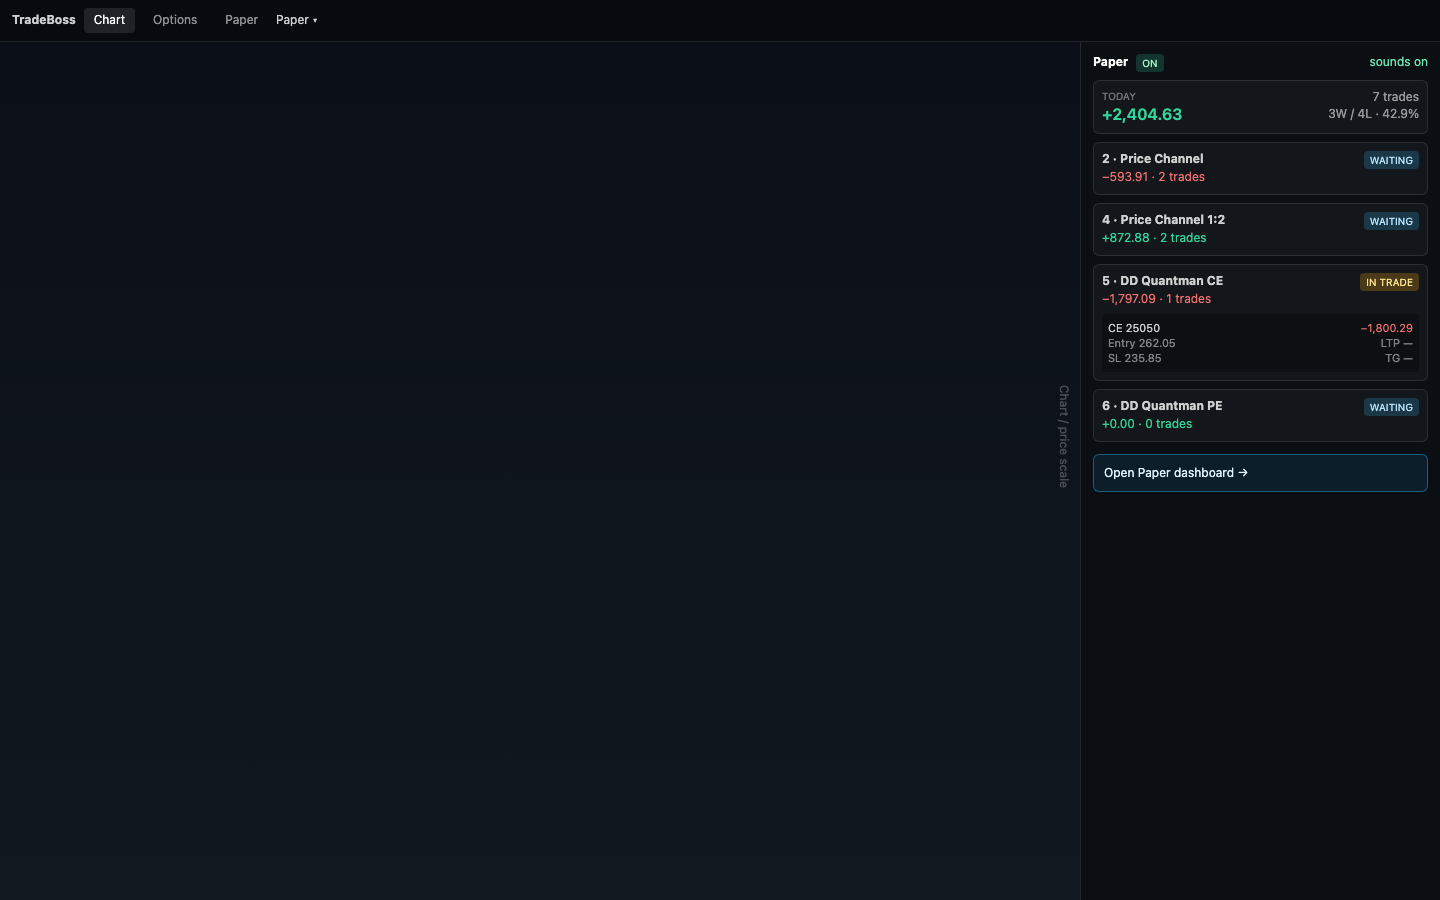 TradeBoss Chart Options Paper Paper ▾
Paper ON sounds on
TODAY 7 trades
+2,404.63 3W / 4L · 42.9%
2 · Price Channel WAITING
−593.91 · 2 trades
4 · Price Channel 1:2 WAITING
+872.88 · 2 trades
5 · DD Quantman CE IN TRADE
−1,797.09 · 1 trades
CE 25050 −1,800.29
Entry 262.05 LTP —
SL 235.85 TG —
6 · DD Quantman PE WAITING
+0.00 · 0 trades
Open Paper dashboard →
Chart / price scale